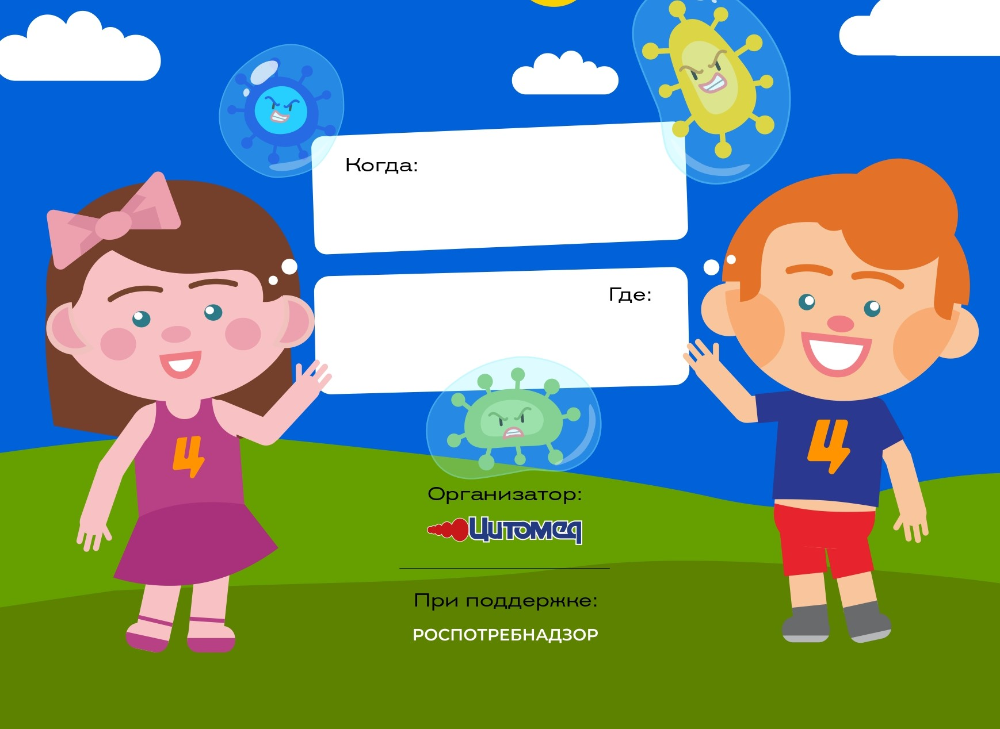 Когда:
Где:
Ц
Ц
Организатор:
Цитомед
При поддержке:
РОСПОТРЕБНАДЗОР